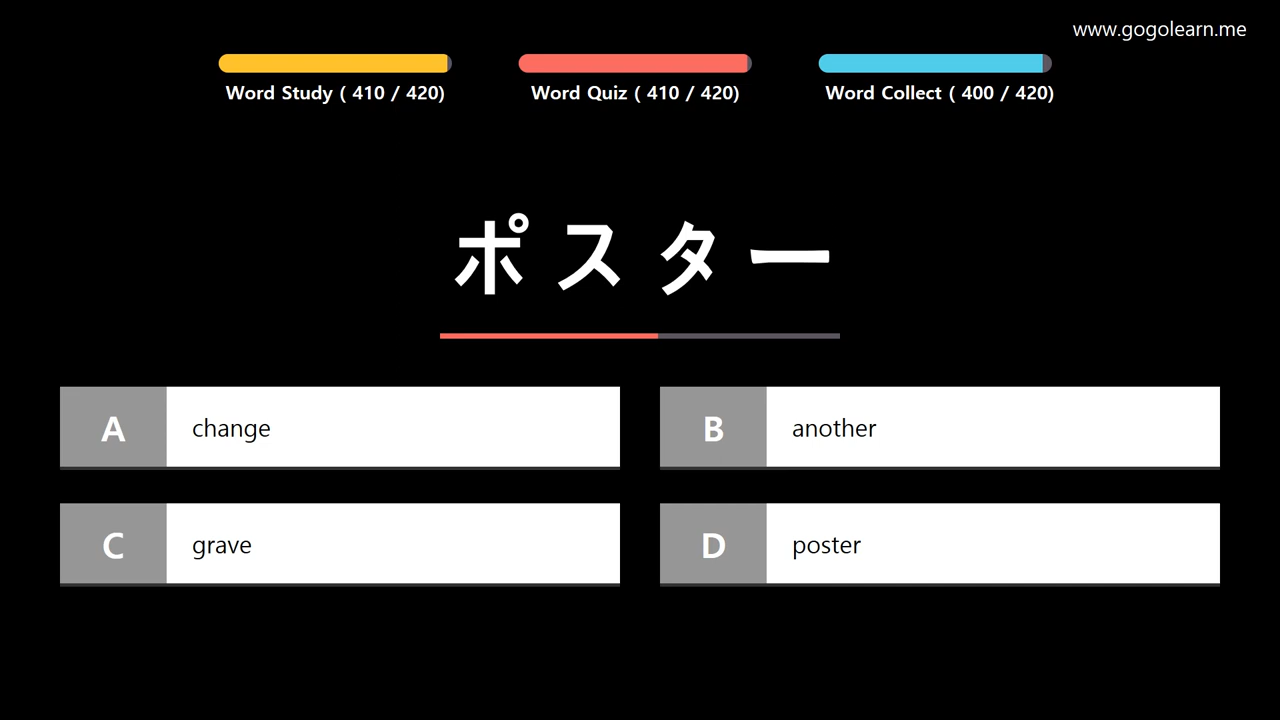 www.gogolearn.me
Word Study ( 410 / 420)
Word Quiz ( 410 / 420)
Word Collect ( 400 / 420)
ポスター
A change
B another
C grave
D poster